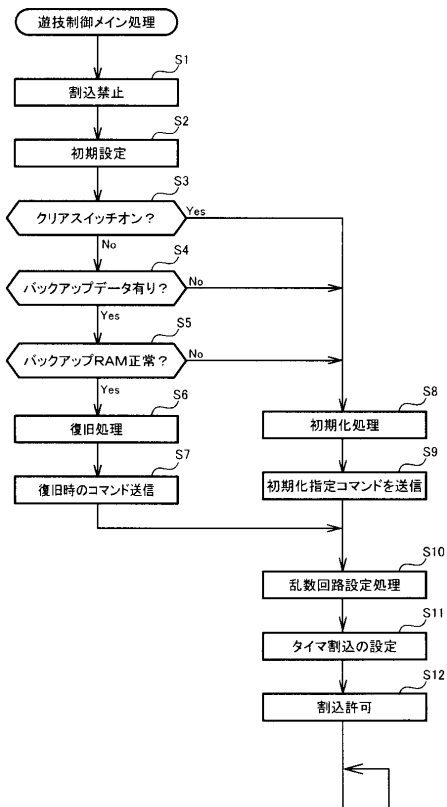 遊技制御メイン処理
S1
割込禁止
S2
初期設定
S3
クリアスイッチオン?
Yes
No
S4
バックアップデータ有り?
No
Yes
S5
バックアップRAM正常?
No
Yes
S6
復旧処理
S7
復旧時のコマンド送信
S8
初期化処理
S9
初期化指定コマンドを送信
S10
乱数回路設定処理
S11
タイマ割込の設定
S12
割込許可